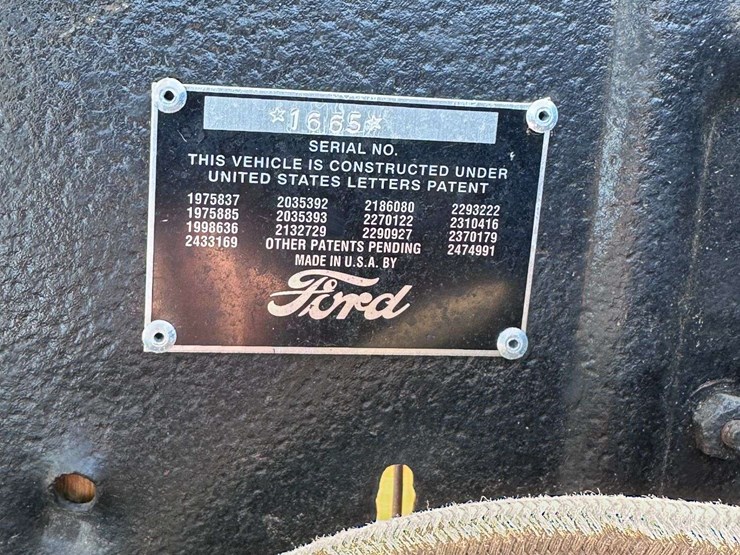 ☆1665☆
SERIAL NO.
THIS VEHICLE IS CONSTRUCTED UNDER
UNITED STATES LETTERS PATENT
1975837 2035392 2186080 2293222
1975885 2035393 2270122 2310416
1998636 2132729 2290927 2370179
2433169 OTHER PATENTS PENDING 2474991
MADE IN U.S.A. BY
Ford